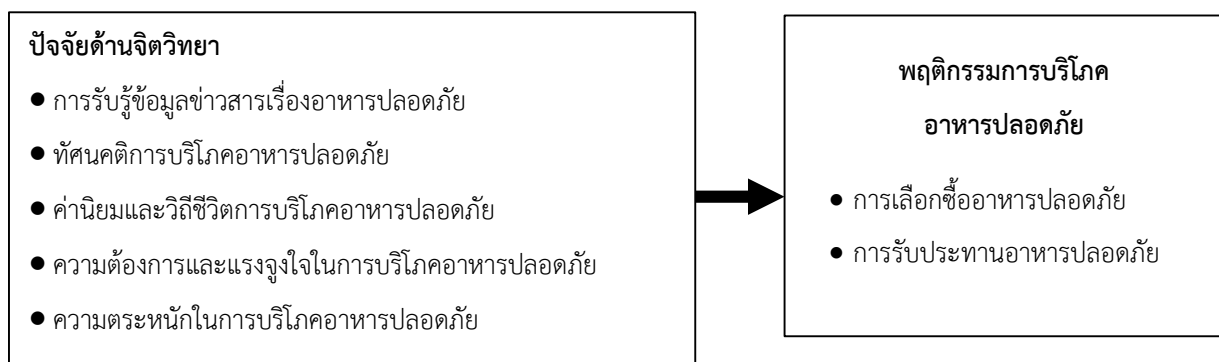 ปัจจัยด้านจิตวิทยา
● การรับรู้ข้อมูลข่าวสารเรื่องอาหารปลอดภัย
● ทัศนคติการบริโภคอาหารปลอดภัย
● ค่านิยมและวิถีชีวิตการบริโภคอาหารปลอดภัย
● ความต้องการและแรงจูงใจในการบริโภคอาหารปลอดภัย
● ความตระหนักในการบริโภคอาหารปลอดภัย
พฤติกรรมการบริโภค
อาหารปลอดภัย
● การเลือกซื้ออาหารปลอดภัย
● การรับประทานอาหารปลอดภัย